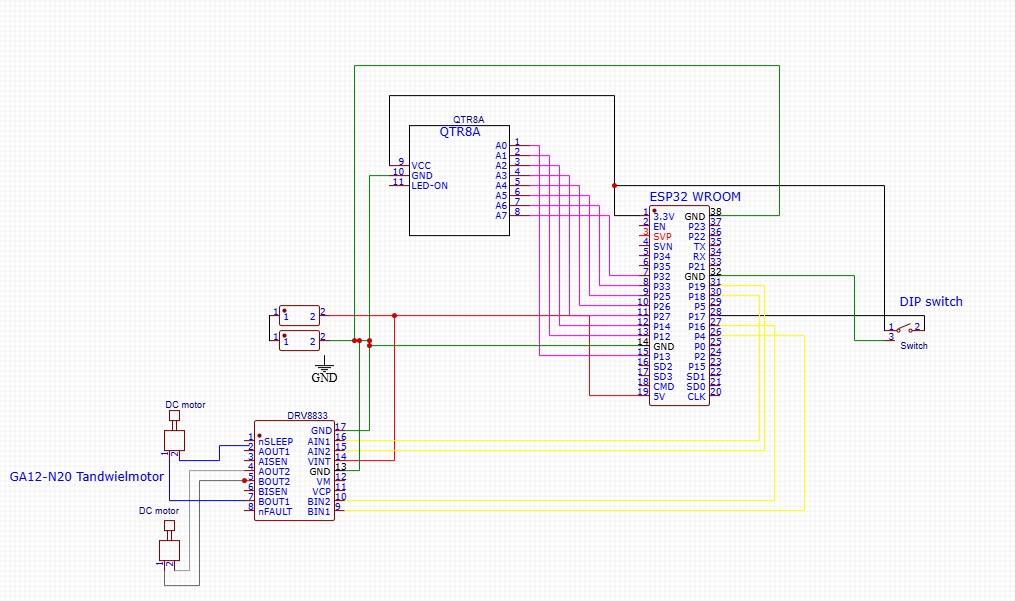 QTR8A
QTR8A
9 VCC
10 GND
11 LED-ON
A0 1
A1 2
A2 3
A3 4
A4 5
A5 6
A6 7
A7 8
ESP32 WROOM
1 3.3V GND 38
2 EN P23 37
3 SVP P22 36
4 SVN TX 35
5 P34 RX 34
6 P35 P21 33
7 P32 GND 32
8 P33 P19 31
9 P25 P18 30
10 P26 P5 29
11 P27 P17 28
12 P14 P16 27
13 P12 P4 26
14 GND P0 25
15 P13 P2 24
16 SD2 P15 23
17 SD3 SD1 22
18 CMD SD0 21
19 5V CLK 20
DIP switch
1 2
3
Switch
1 1 2 2
1 1 2 2
GND
DC motor
1 2
GA12-N20 Tandwielmotor
DC motor
1 2
DRV8833
GND 17
1 nSLEEP AIN1 16
2 AOUT1 AIN2 15
3 AISEN VINT 14
4 AOUT2 GND 13
5 BOUT2 VM 12
6 BISEN VCP 11
7 BOUT1 BIN2 10
8 nFAULT BIN1 9